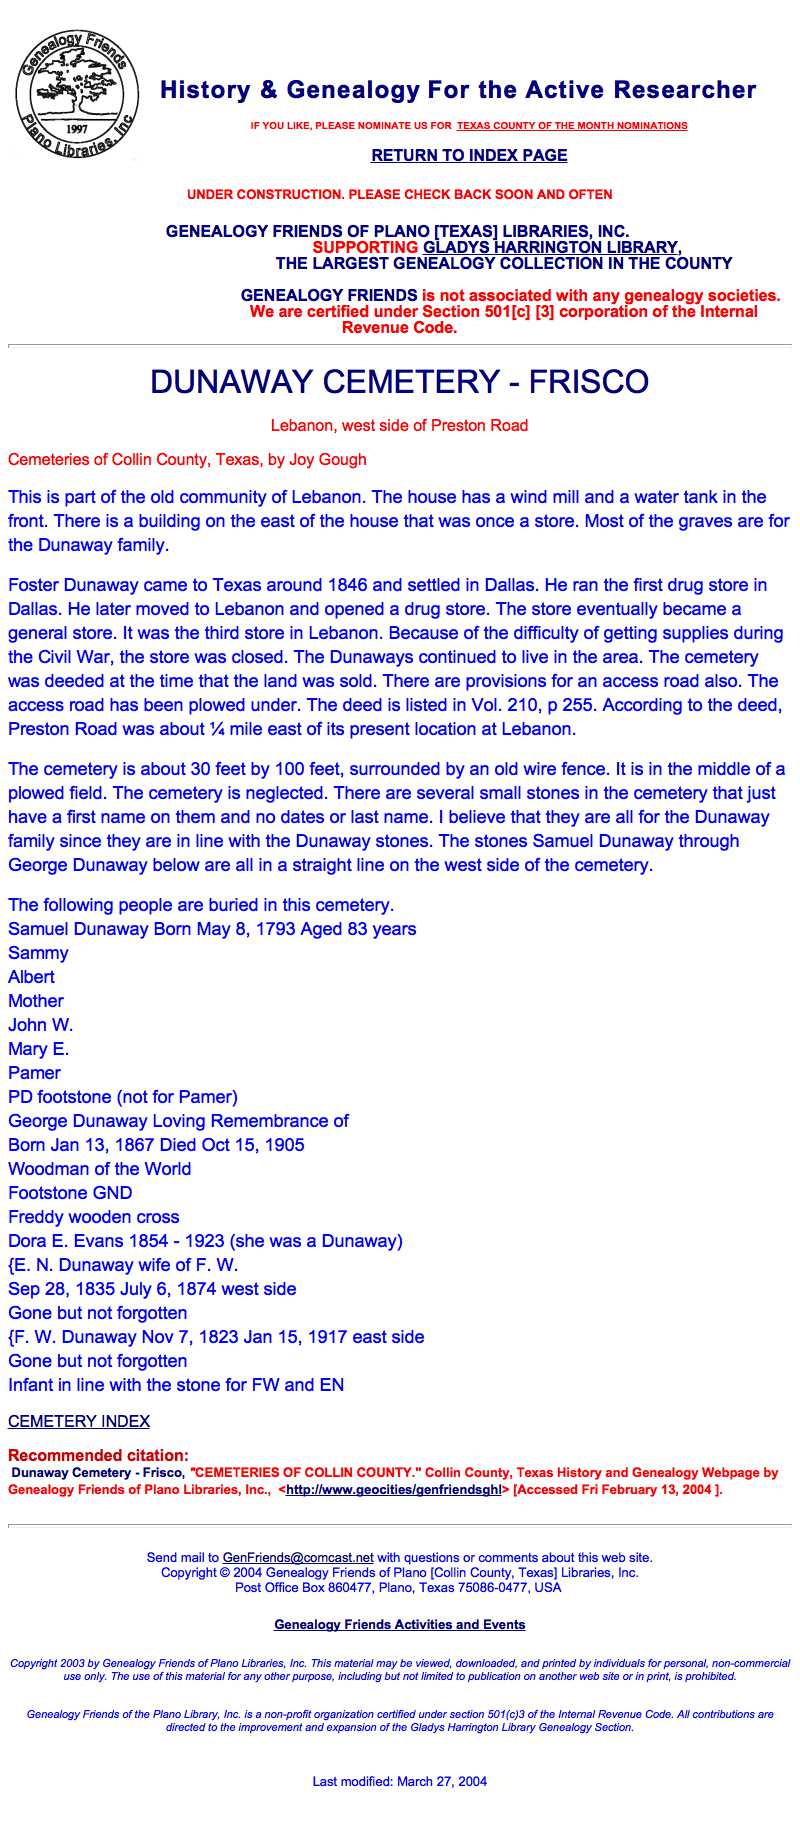 Genealogy Friends
1997
Plano Libraries, Inc
History & Genealogy For the Active Researcher
IF YOU LIKE, PLEASE NOMINATE US FOR TEXAS COUNTY OF THE MONTH NOMINATIONS
RETURN TO INDEX PAGE
UNDER CONSTRUCTION. PLEASE CHECK BACK SOON AND OFTEN
GENEALOGY FRIENDS OF PLANO [TEXAS] LIBRARIES, INC.
SUPPORTING GLADYS HARRINGTON LIBRARY,
THE LARGEST GENEALOGY COLLECTION IN THE COUNTY
GENEALOGY FRIENDS is not associated with any genealogy societies.
We are certified under Section 501[c] [3] corporation of the Internal
Revenue Code.
DUNAWAY CEMETERY - FRISCO
Lebanon, west side of Preston Road
Cemeteries of Collin County, Texas, by Joy Gough
This is part of the old community of Lebanon. The house has a wind mill and a water tank in the
front. There is a building on the east of the house that was once a store. Most of the graves are for
the Dunaway family.
Foster Dunaway came to Texas around 1846 and settled in Dallas. He ran the first drug store in
Dallas. He later moved to Lebanon and opened a drug store. The store eventually became a
general store. It was the third store in Lebanon. Because of the difficulty of getting supplies during
the Civil War, the store was closed. The Dunaways continued to live in the area. The cemetery
was deeded at the time that the land was sold. There are provisions for an access road also. The
access road has been plowed under. The deed is listed in Vol. 210, p 255. According to the deed,
Preston Road was about ¼ mile east of its present location at Lebanon.
The cemetery is about 30 feet by 100 feet, surrounded by an old wire fence. It is in the middle of a
plowed field. The cemetery is neglected. There are several small stones in the cemetery that just
have a first name on them and no dates or last name. I believe that they are all for the Dunaway
family since they are in line with the Dunaway stones. The stones Samuel Dunaway through
George Dunaway below are all in a straight line on the west side of the cemetery.
The following people are buried in this cemetery.
Samuel Dunaway Born May 8, 1793 Aged 83 years
Sammy
Albert
Mother
John W.
Mary E.
Pamer
PD footstone (not for Pamer)
George Dunaway Loving Remembrance of
Born Jan 13, 1867 Died Oct 15, 1905
Woodman of the World
Footstone GND
Freddy wooden cross
Dora E. Evans 1854 - 1923 (she was a Dunaway)
{E. N. Dunaway wife of F. W.
Sep 28, 1835 July 6, 1874 west side
Gone but not forgotten
{F. W. Dunaway Nov 7, 1823 Jan 15, 1917 east side
Gone but not forgotten
Infant in line with the stone for FW and EN
CEMETERY INDEX
Recommended citation:
Dunaway Cemetery - Frisco, "CEMETERIES OF COLLIN COUNTY." Collin County, Texas History and Genealogy Webpage by
Genealogy Friends of Plano Libraries, Inc., <http://www.geocities/genfriendsghl> [Accessed Fri February 13, 2004 ].
Send mail to GenFriends@comcast.net with questions or comments about this web site.
Copyright © 2004 Genealogy Friends of Plano [Collin County, Texas] Libraries, Inc.
Post Office Box 860477, Plano, Texas 75086-0477, USA
Genealogy Friends Activities and Events
Copyright 2003 by Genealogy Friends of Plano Libraries, Inc. This material may be viewed, downloaded, and printed by individuals for personal, non-commercial
use only. The use of this material for any other purpose, including but not limited to publication on another web site or in print, is prohibited.
Genealogy Friends of the Plano Library, Inc. is a non-profit organization certified under section 501(c)3 of the Internal Revenue Code. All contributions are
directed to the improvement and expansion of the Gladys Harrington Library Genealogy Section.
Last modified: March 27, 2004